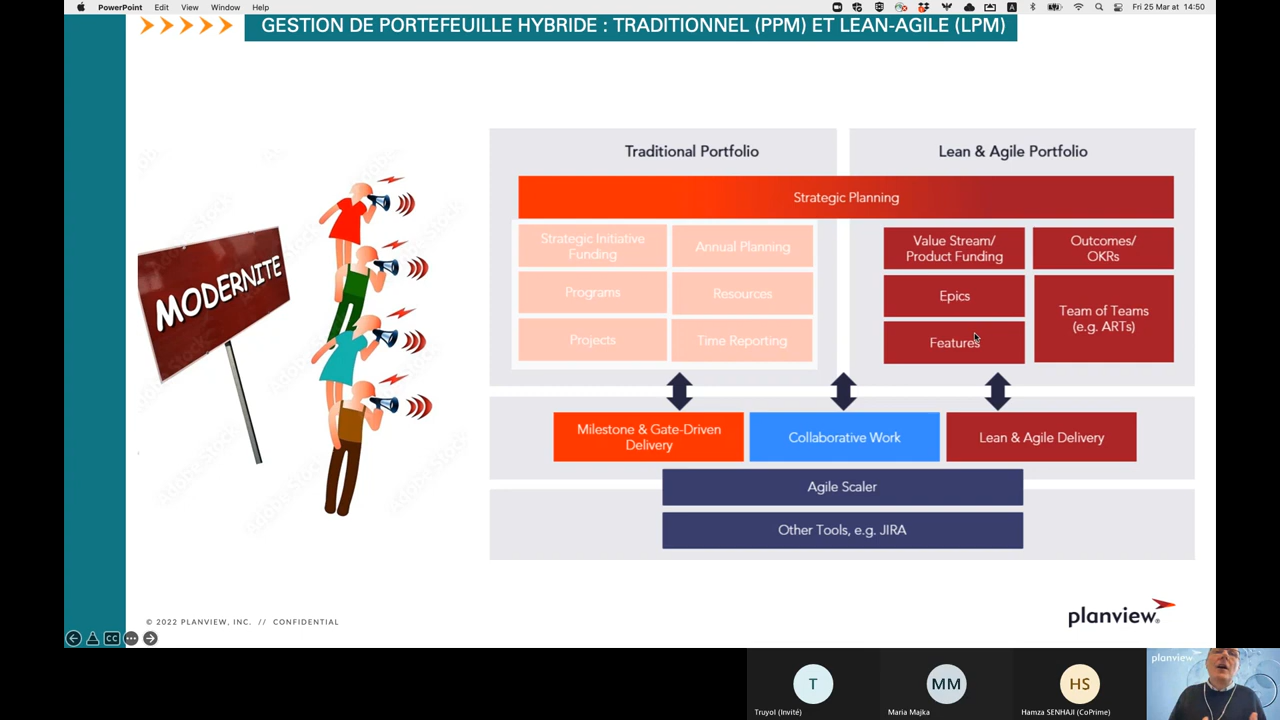 PowerPoint Edit View Window Help
Fri 25 Mar at 14:50
GESTION DE PORTEFEUILLE HYBRIDE : TRADITIONNEL (PPM) ET LEAN-AGILE (LPM)
MODERNITE
Traditional Portfolio
Lean & Agile Portfolio
Strategic Planning
Strategic Initiative
Funding
Annual Planning
Programs
Resources
Projects
Time Reporting
Value Stream/
Product Funding
Outcomes/
OKRs
Epics
Team of Teams
(e.g. ARTs)
Features
Milestone & Gate-Driven
Delivery
Collaborative Work
Lean & Agile Delivery
Agile Scaler
Other Tools, e.g. JIRA
© 2022 PLANVIEW, INC. // CONFIDENTIAL
planview®
CC
T
Truyol (Invité)
MM
Maria Majka
HS
Hamza SENHAJI (CoPrime)
planview